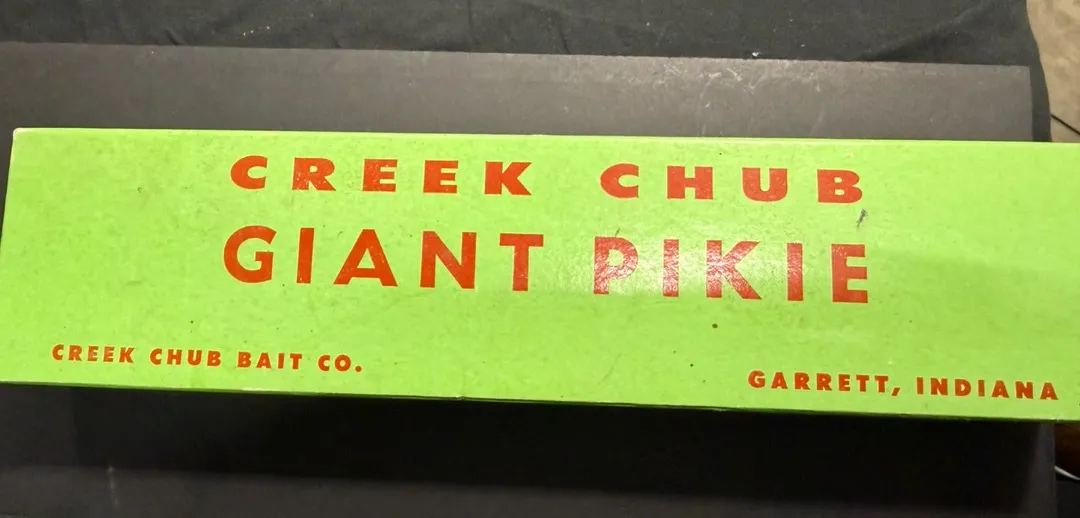 CREEK CHUB
GIANT PIKIE
CREEK CHUB BAIT CO.
GARRETT, INDIANA